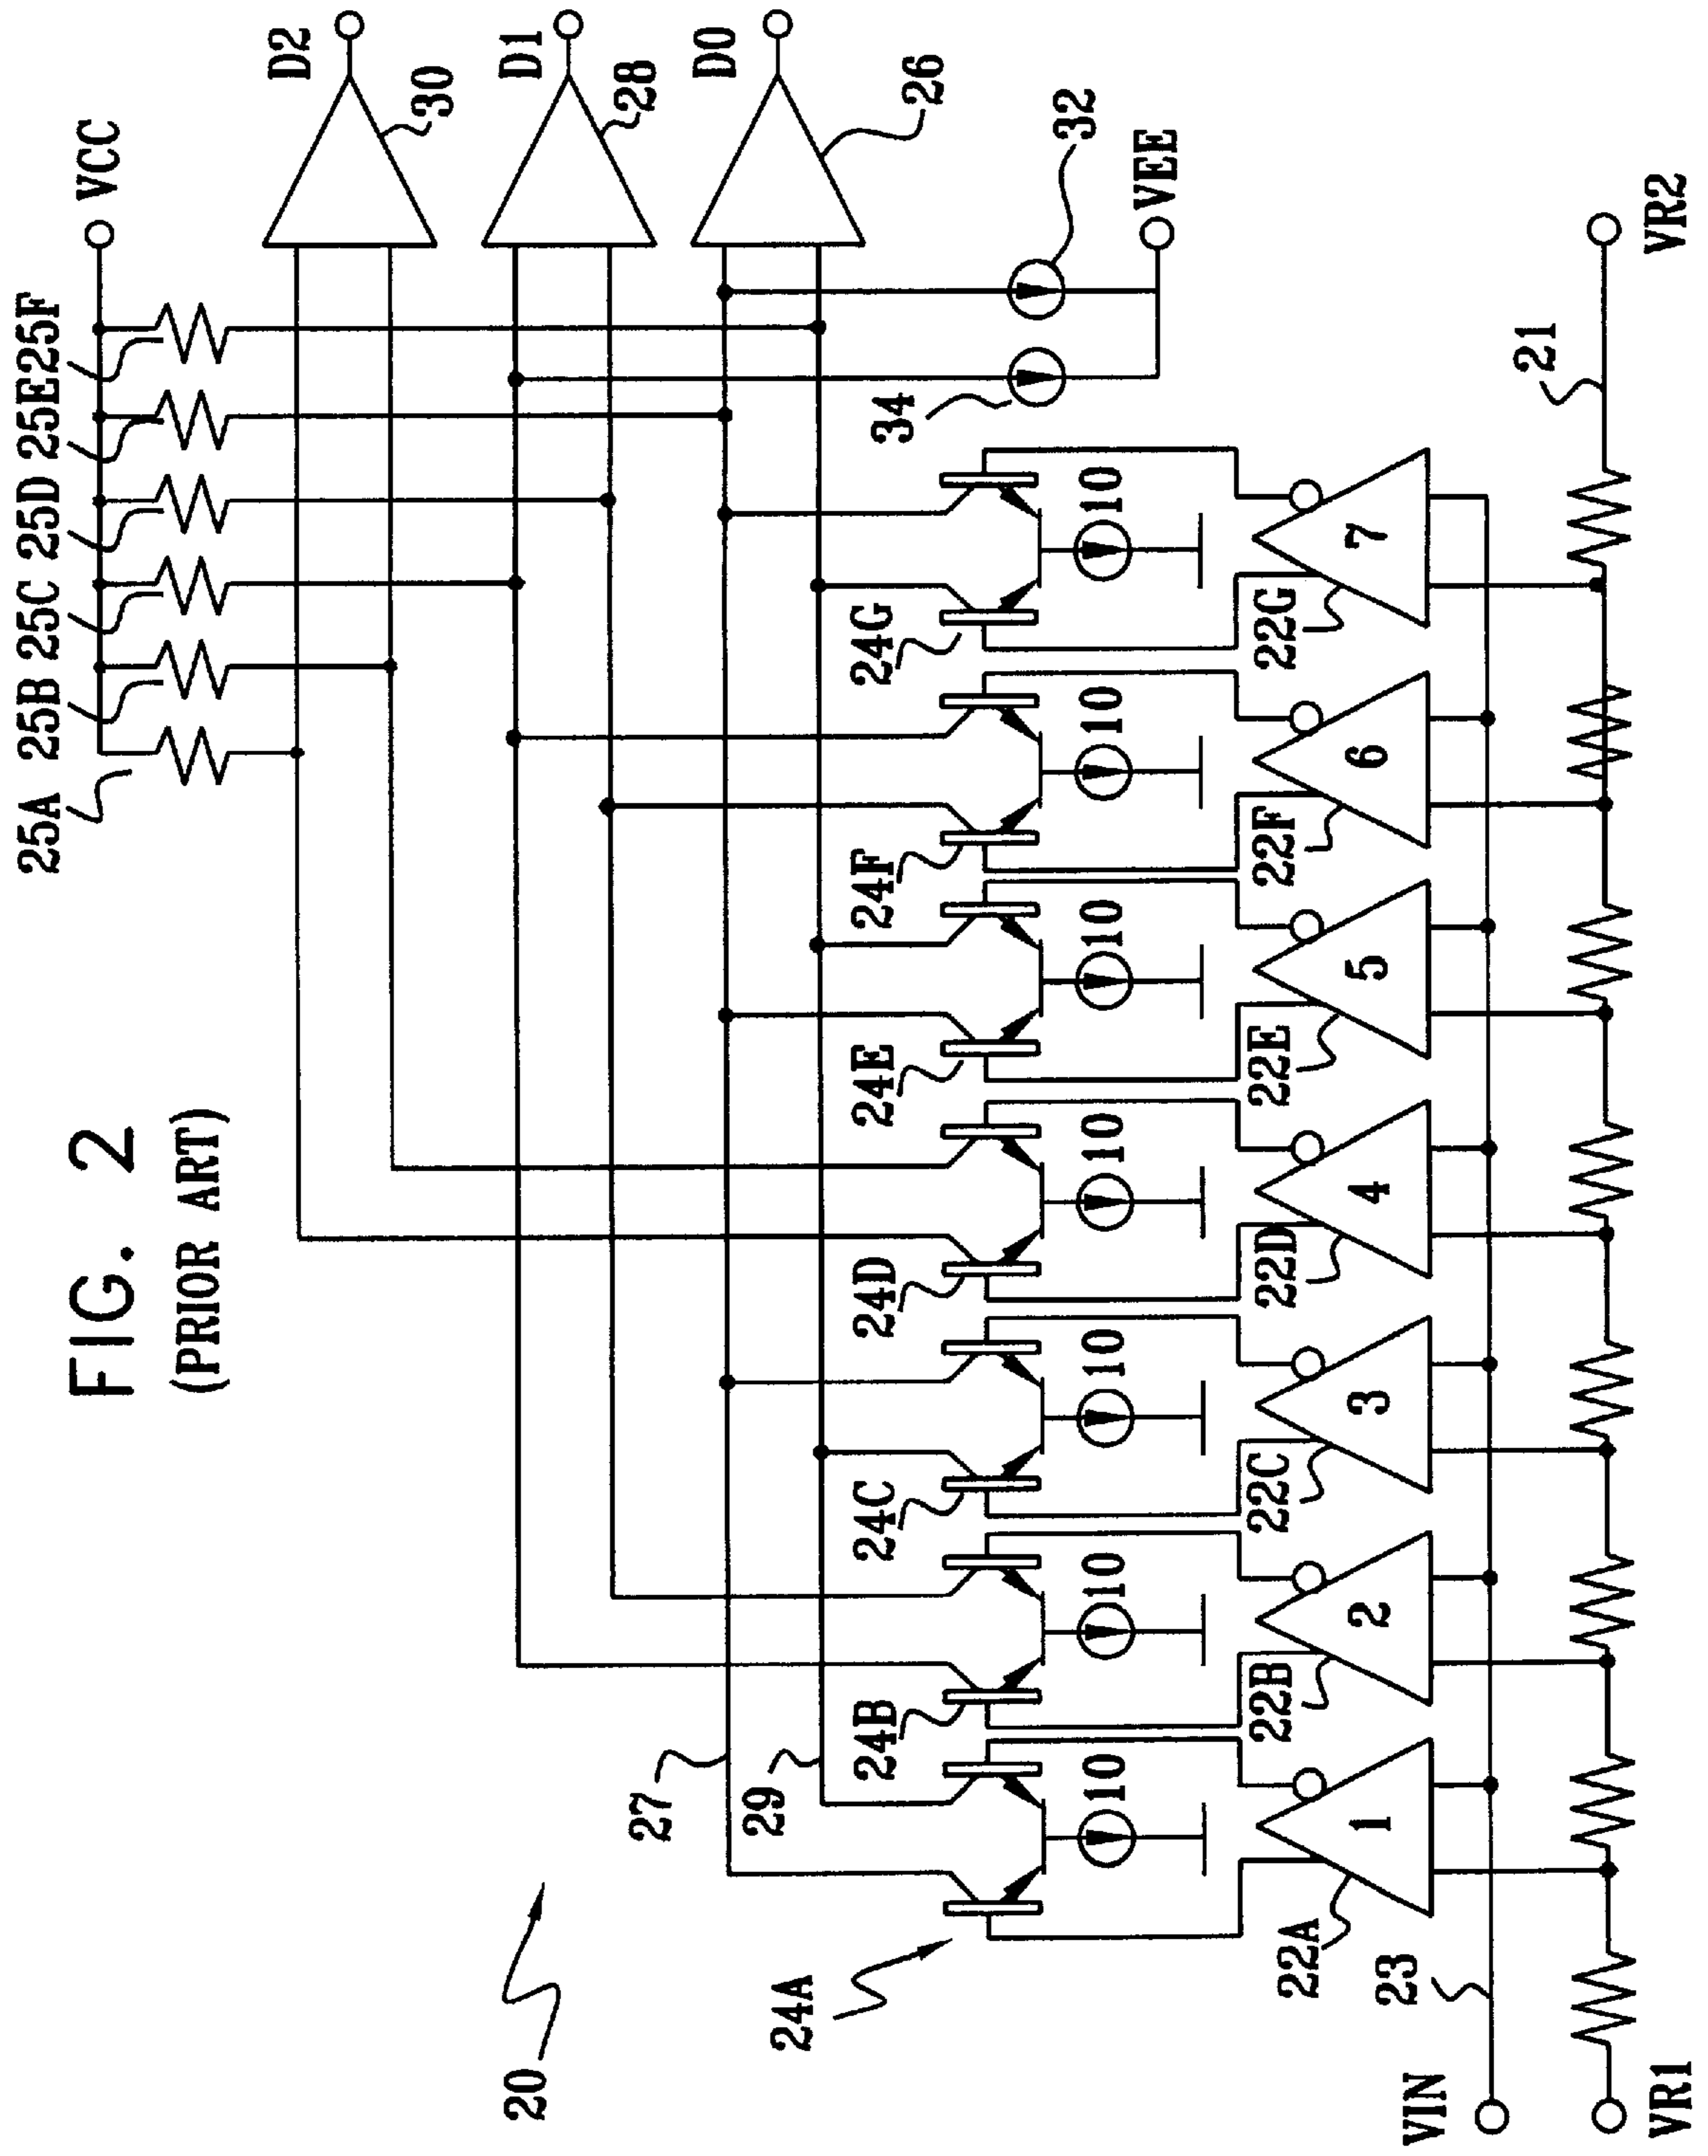 FIG. 2
(PRIOR ART)
25A 25B 25C 25D 25E 25F
VCC
D2
30
D1
28
D0
26
20
27
29
34
32
VEE
24A
24B
24C
24D
24E
24F
24G
10
10
10
10
10
10
10
22A
22B
22C
22D
22E
22F
22G
1
2
3
4
5
6
7
VIN
23
21
VR1
VR2